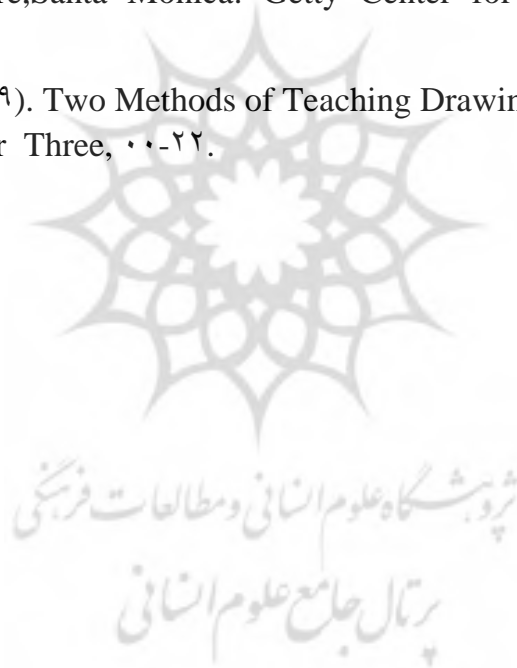 re,Santa Monica: Getty Center for
۹). Two Methods of Teaching Drawin
r Three, ۰۰-۲۲.
پژوهشگاه علوم انسانی و مطالعات فرهنگی
پرتال جامع علوم انسانی